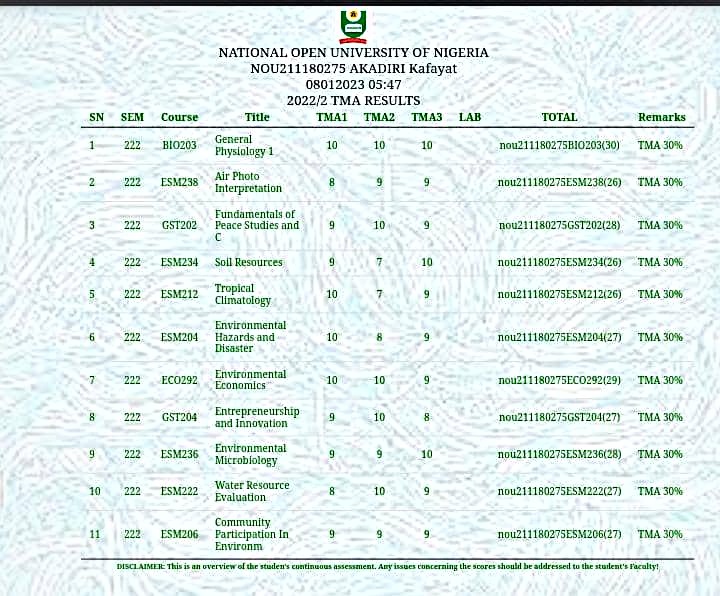 NATIONAL OPEN UNIVERSITY OF NIGERIA
NOU211180275 AKADIRI Kafayat
08012023 05:47
2022/2 TMA RESULTS
SN SEM Course Title TMA1 TMA2 TMA3 LAB TOTAL Remarks
1 222 BIO203 General Physiology 1 10 10 10 nou211180275BIO203(30) TMA 30%
2 222 ESM238 Air Photo Interpretation 8 9 9 nou211180275ESM238(26) TMA 30%
3 222 GST202 Fundamentals of Peace Studies and C 9 10 9 nou211180275GST202(28) TMA 30%
4 222 ESM234 Soil Resources 9 7 10 nou211180275ESM234(26) TMA 30%
5 222 ESM212 Tropical Climatology 10 7 9 nou211180275ESM212(26) TMA 30%
6 222 ESM204 Environmental Hazards and Disaster 10 8 9 nou211180275ESM204(27) TMA 30%
7 222 ECO292 Environmental Economics 10 10 9 nou211180275ECO292(29) TMA 30%
8 222 GST204 Entrepreneurship and Innovation 9 10 8 nou211180275GST204(27) TMA 30%
9 222 ESM236 Environmental Microbiology 9 9 10 nou211180275ESM236(28) TMA 30%
10 222 ESM222 Water Resource Evaluation 8 10 9 nou211180275ESM222(27) TMA 30%
11 222 ESM206 Community Participation In Environm 9 9 9 nou211180275ESM206(27) TMA 30%
DISCLAIMER: This is an overview of the student's continuous assessment. Any issues concerning the scores should be addressed to the student's Faculty!